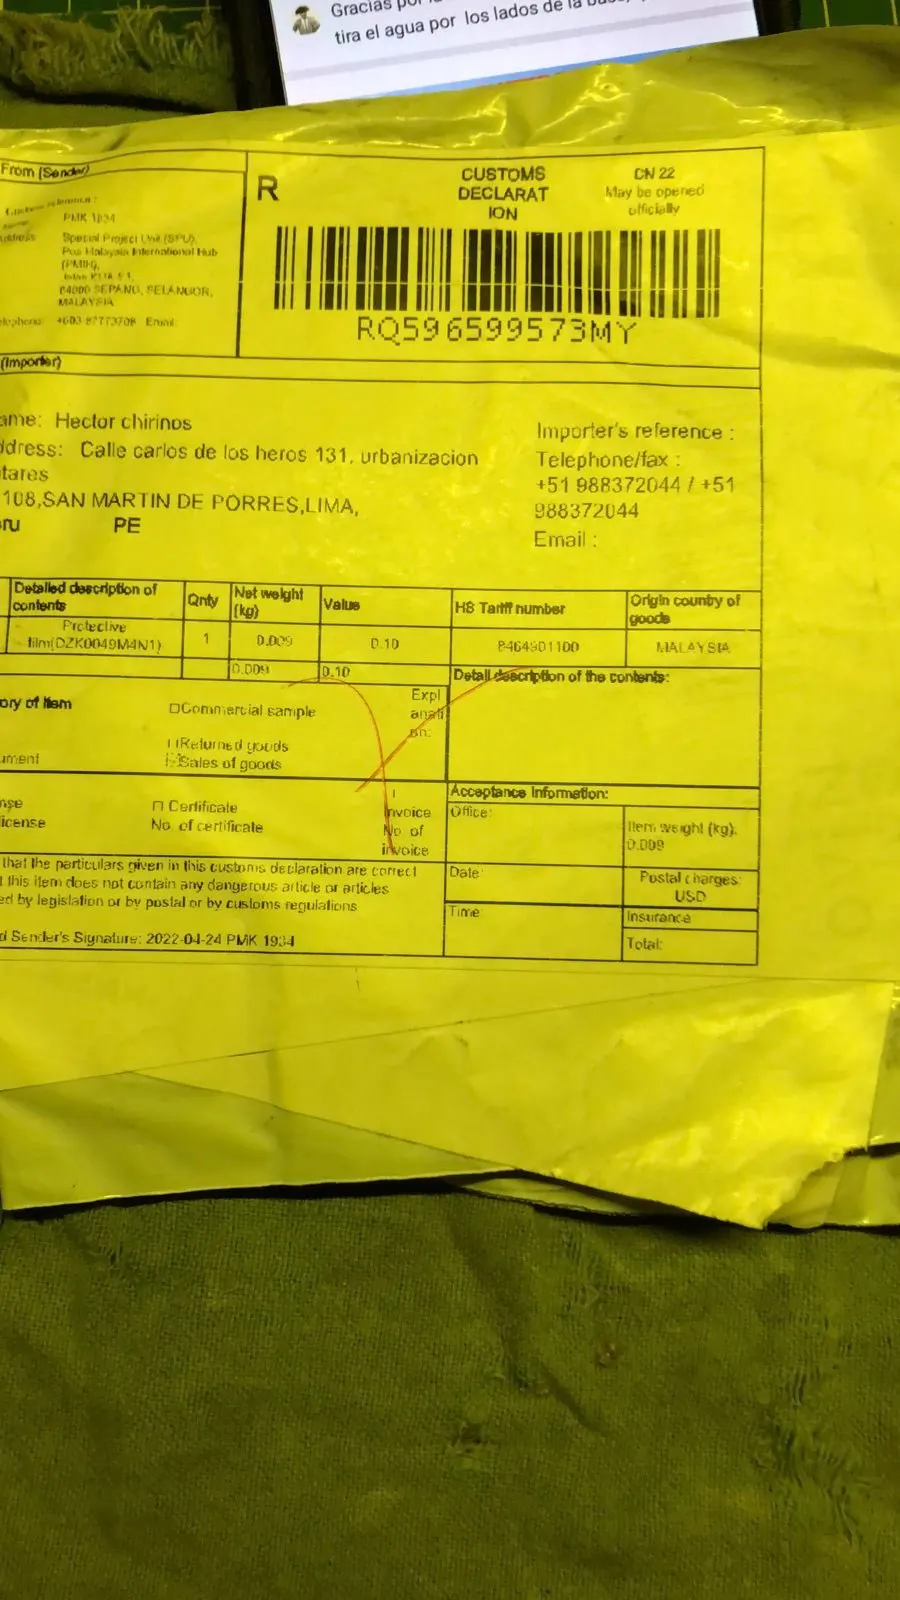 Gracias por
tira el agua por los lados de la
From (Sender)
PMK 1934
Special Project Unit (SPU),
Pos Malaysia International Hub
(PMIH),
64000 SEPANG, SELANGOR,
MALAYSIA
Email:
R
CUSTOMS
DECLARAT
ION
CN 22
May be opened
officially
RQ596599573MY
(Importer)
ame: Hector chirinos
ddress: Calle carlos de los heros 131, urbanizacion
tares
108,SAN MARTIN DE PORRES,LIMA,
ru PE
Importer's reference :
Telephone/fax :
+51 988372044 / +51
988372044
Email :
Detailed description of
contents
Qnty
Net weight
(kg)
Value
HS Tariff number
Origin country of
goods
Protective
film(DZK0049M4N1)
1
0.009
0.10
8464901100
MALAYSIA
0.009
0.10
Detail description of the contents:
ory of Item
☐Commercial sample
Expl
anati
on:
Returned goods
ument
Sales of goods
Acceptance Information:
nse
icense
☐ Certificate
No. of certificate
Invoice
No. of
invoice
Office:
Item weight (kg).
0.009
that the particulars given in this customs declaration are correct
t this item does not contain any dangerous article or articles
ed by legislation or by postal or by customs regulations
Date:
Postal charges:
USD
Time:
Insurance
Total:
d Sender's Signature: 2022-04-24 PMK 1934